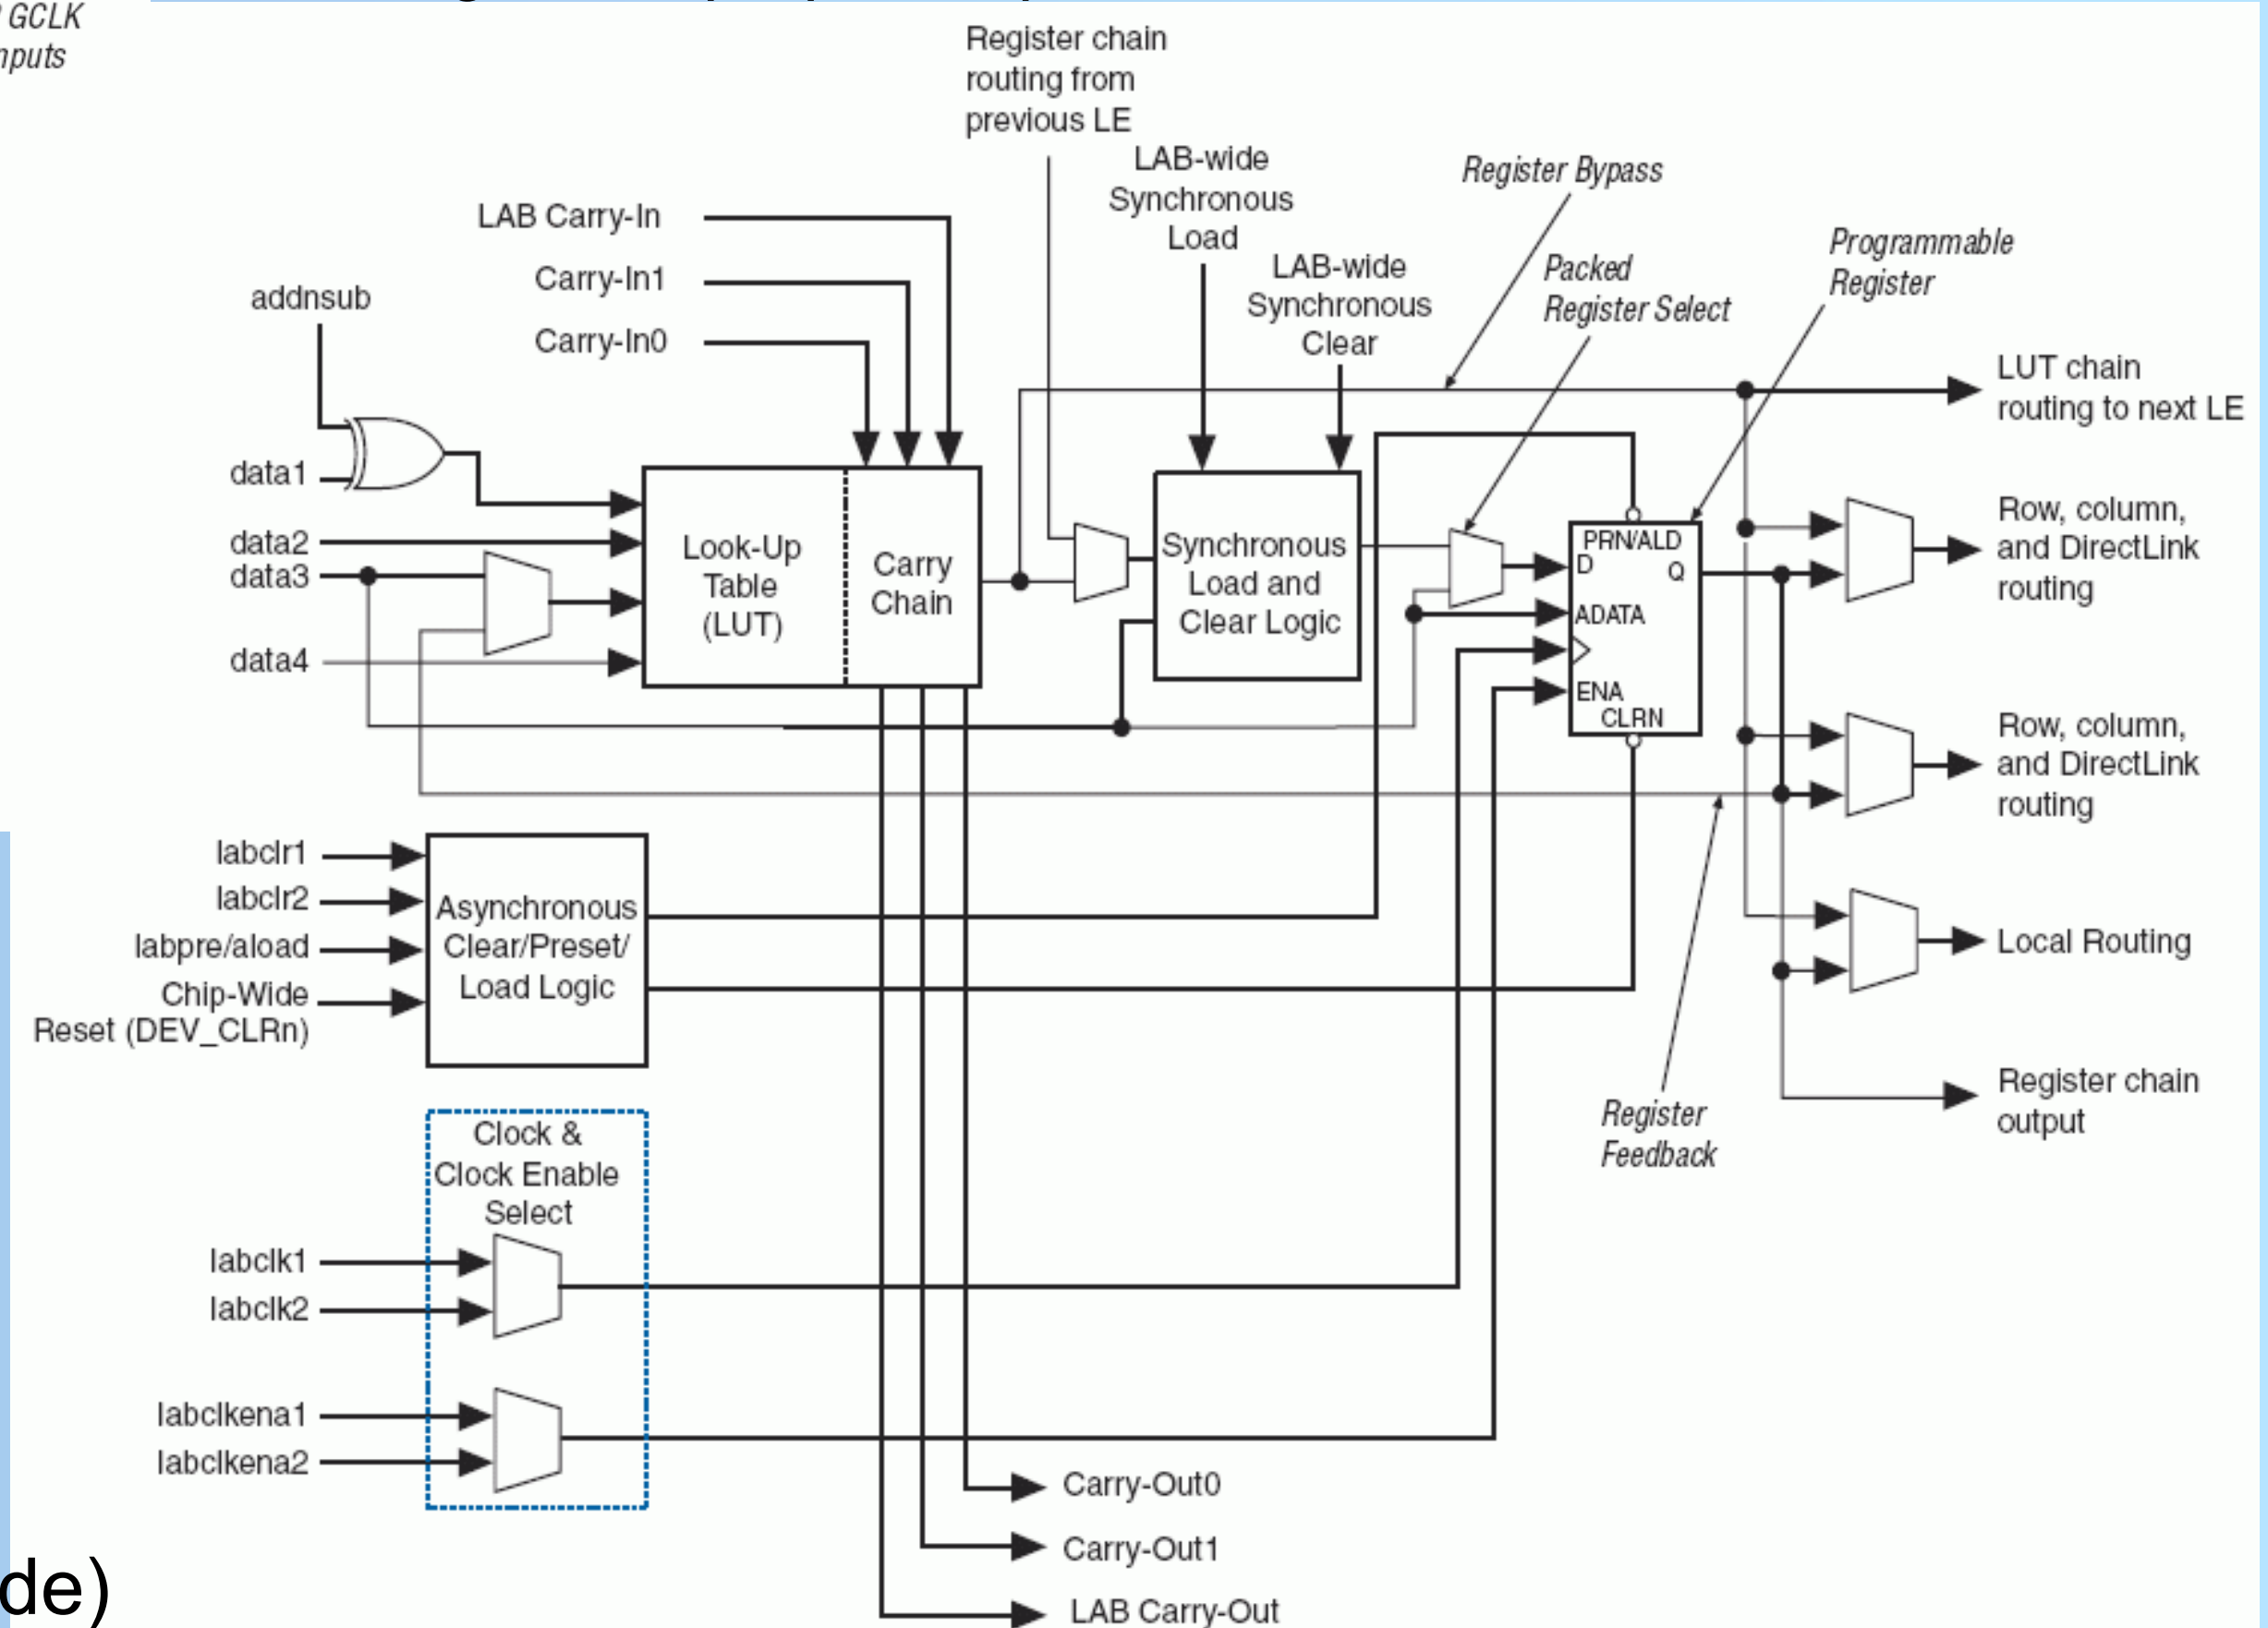 GCLK
nputs
Register chain
routing from
previous LE
LAB-wide
Synchronous
Load
LAB-wide
Synchronous
Clear
Register Bypass
Packed
Register Select
Programmable
Register
LAB Carry-In
Carry-In1
Carry-In0
addnsub
data1
data2
data3
data4
Look-Up
Table
(LUT)
Carry
Chain
Synchronous
Load and
Clear Logic
PRN/ALD
D
Q
ADATA
ENA
CLRN
LUT chain
routing to next LE
Row, column,
and DirectLink
routing
Row, column,
and DirectLink
routing
Local Routing
Register chain
output
Register
Feedback
labclr1
labclr2
labpre/aload
Chip-Wide
Reset (DEV_CLRn)
Asynchronous
Clear/Preset/
Load Logic
Clock &
Clock Enable
Select
labclk1
labclk2
labclkena1
labclkena2
Carry-Out0
Carry-Out1
LAB Carry-Out
de)